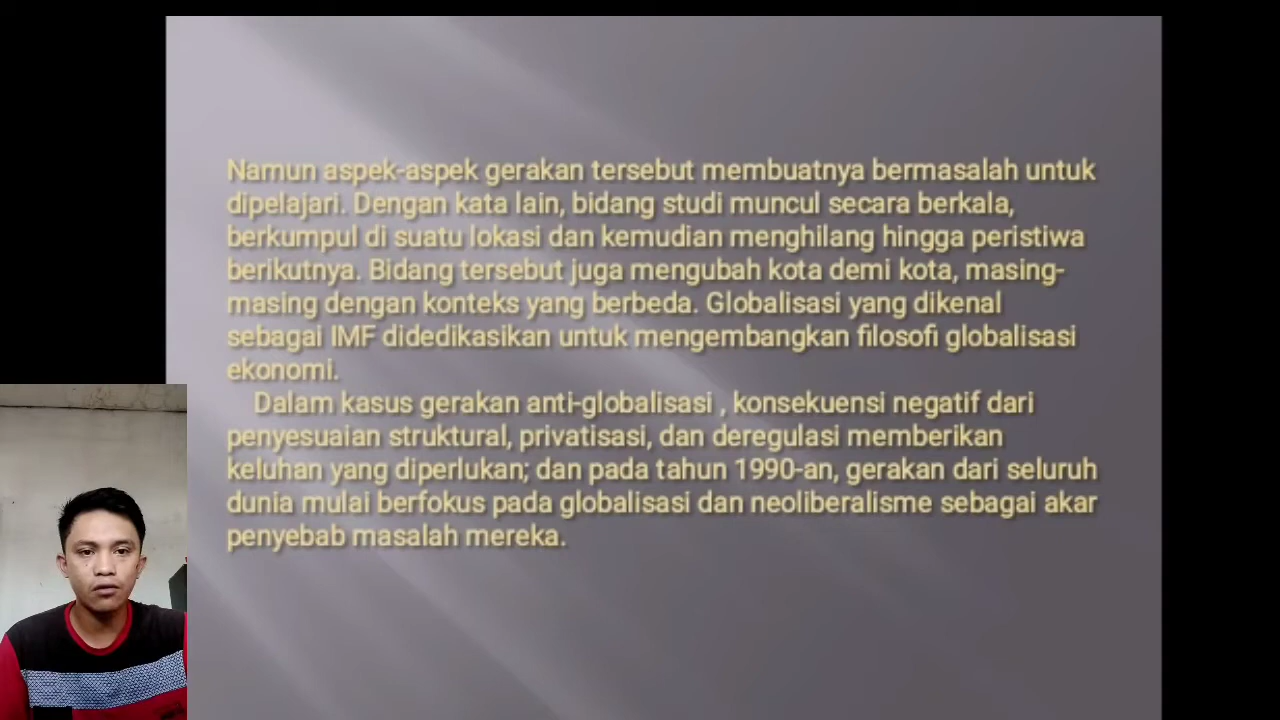 Namun aspek-aspek gerakan tersebut membuatnya bermasalah untuk
dipelajari. Dengan kata lain, bidang studi muncul secara berkala,
berkumpul di suatu lokasi dan kemudian menghilang hingga peristiwa
berikutnya. Bidang tersebut juga mengubah kota demi kota, masing-
masing dengan konteks yang berbeda. Globalisasi yang dikenal
sebagai IMF didedikasikan untuk mengembangkan filosofi globalisasi
ekonomi.
Dalam kasus gerakan anti-globalisasi , konsekuensi negatif dari
penyesuaian struktural, privatisasi, dan deregulasi memberikan
keluhan yang diperlukan; dan pada tahun 1990-an, gerakan dari seluruh
dunia mulai berfokus pada globalisasi dan neoliberalisme sebagai akar
penyebab masalah mereka.